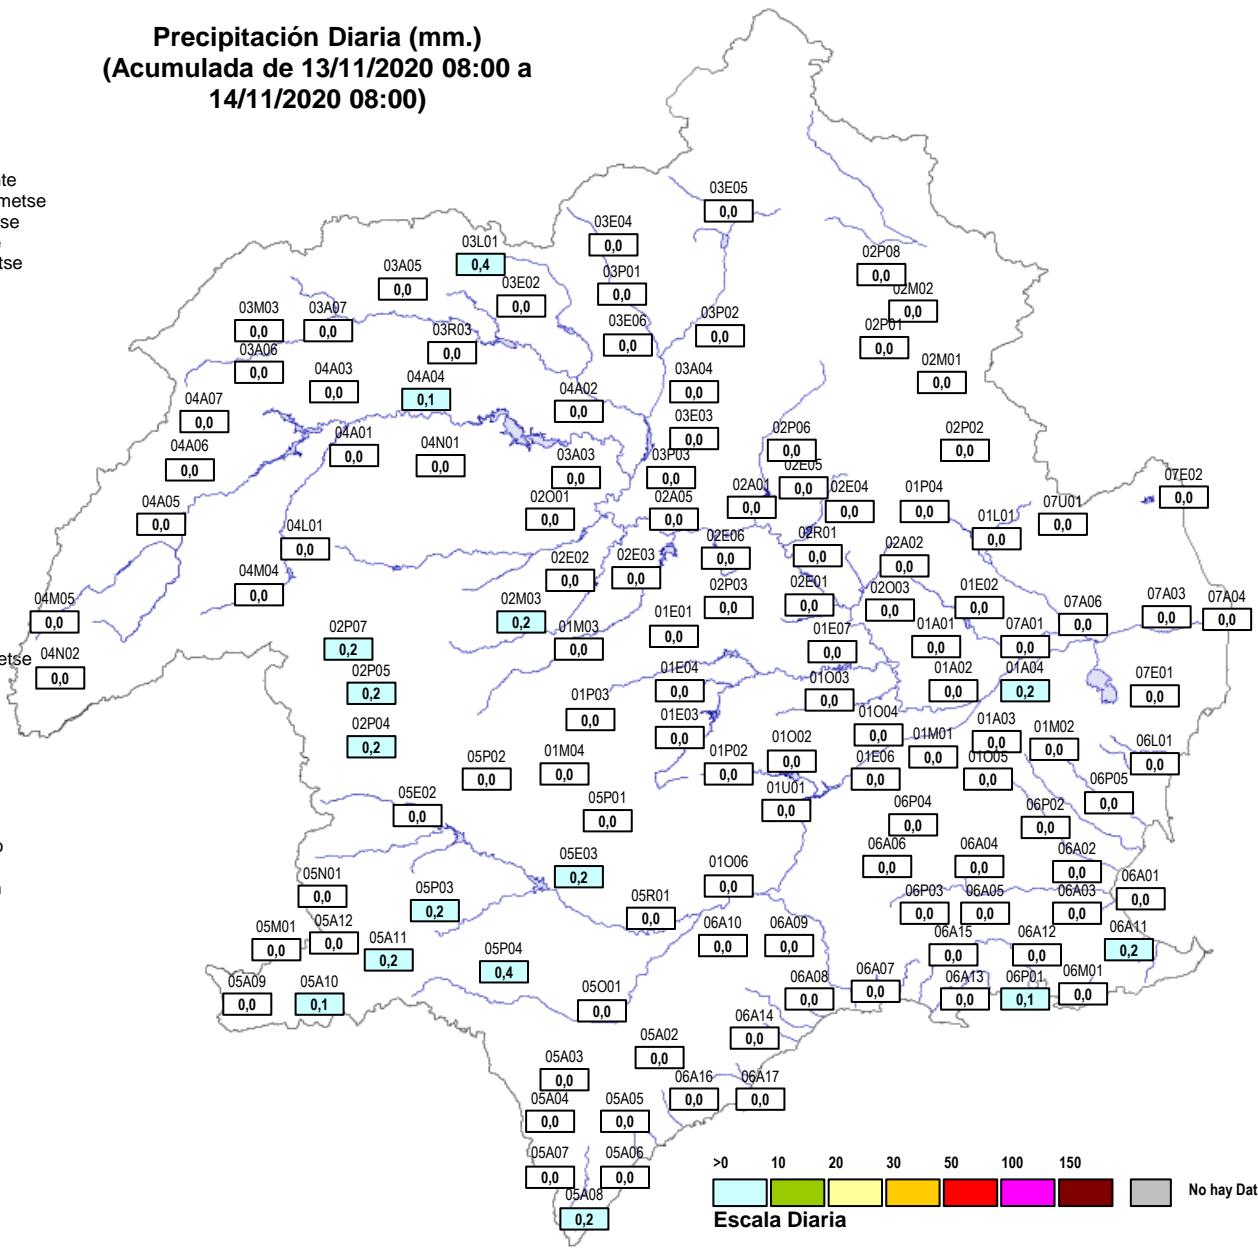 Precipitación Diaria (mm.)
(Acumulada de 13/11/2020 08:00 a
14/11/2020 08:00)
te
metse
se
tse
etse
03E05
0,0
03E04
0,0
03L01
0,4
02P08
0,0
03A05
0,0
03P01
0,0
03E02
0,0
02M02
0,0
03M03
0,0
03A07
0,0
03P02
0,0
03E06
0,0
03R03
0,0
02P01
0,0
03A06
0,0
02M01
0,0
04A03
0,0
04A04
0,1
03A04
0,0
04A02
0,0
04A07
0,0
03E03
0,0
02P06
0,0
02P02
0,0
04A01
0,0
04A06
0,0
04N01
0,0
03A03
0,0
03P03
0,0
02E05
0,0
07E02
0,0
02A01
0,0
02E04
0,0
01P04
0,0
02O01
0,0
02A05
0,0
04A05
0,0
07U01
0,0
01L01
0,0
04L01
0,0
02R01
0,0
02E06
0,0
02A02
0,0
02E02
0,0
02E03
0,0
04M04
0,0
02P03
0,0
02E01
0,0
02O03
0,0
01E02
0,0
07A03
0,0
07A04
0,0
04M05
0,0
02M03
0,2
07A06
0,0
01E01
0,0
02P07
0,2
01M03
0,0
01E07
0,0
01A01
0,0
07A01
0,0
04N02
0,0
02P05
0,2
01E04
0,0
01O03
0,0
01A02
0,0
01A04
0,2
07E01
0,0
01P03
0,0
02P04
0,2
01E03
0,0
01O04
0,0
01A03
0,0
01M02
0,0
01M01
0,0
06L01
0,0
05P02
0,0
01M04
0,0
01P02
0,0
01O02
0,0
01E06
0,0
01O05
0,0
06P05
0,0
05E02
0,0
05P01
0,0
01U01
0,0
06P04
0,0
06P02
0,0
05E03
0,2
06A06
0,0
06A04
0,0
06A02
0,0
05N01
0,0
01O06
0,0
06A01
0,0
05P03
0,2
05R01
0,0
06P03
0,0
06A05
0,0
06A03
0,0
05M01
0,0
05A12
0,0
06A10
0,0
06A09
0,0
06A15
0,0
06A12
0,0
06A11
0,2
05A11
0,2
05P04
0,4
05A09
0,0
05A10
0,1
05O01
0,0
06A08
0,0
06A07
0,0
06A13
0,0
06P01
0,1
06M01
0,0
06A14
0,0
05A02
0,0
05A03
0,0
06A16
0,0
06A17
0,0
05A04
0,0
05A05
0,0
05A07
0,0
05A06
0,0
05A08
0,2
>0 10 20 30 50 100 150
No hay Dat
Escala Diaria